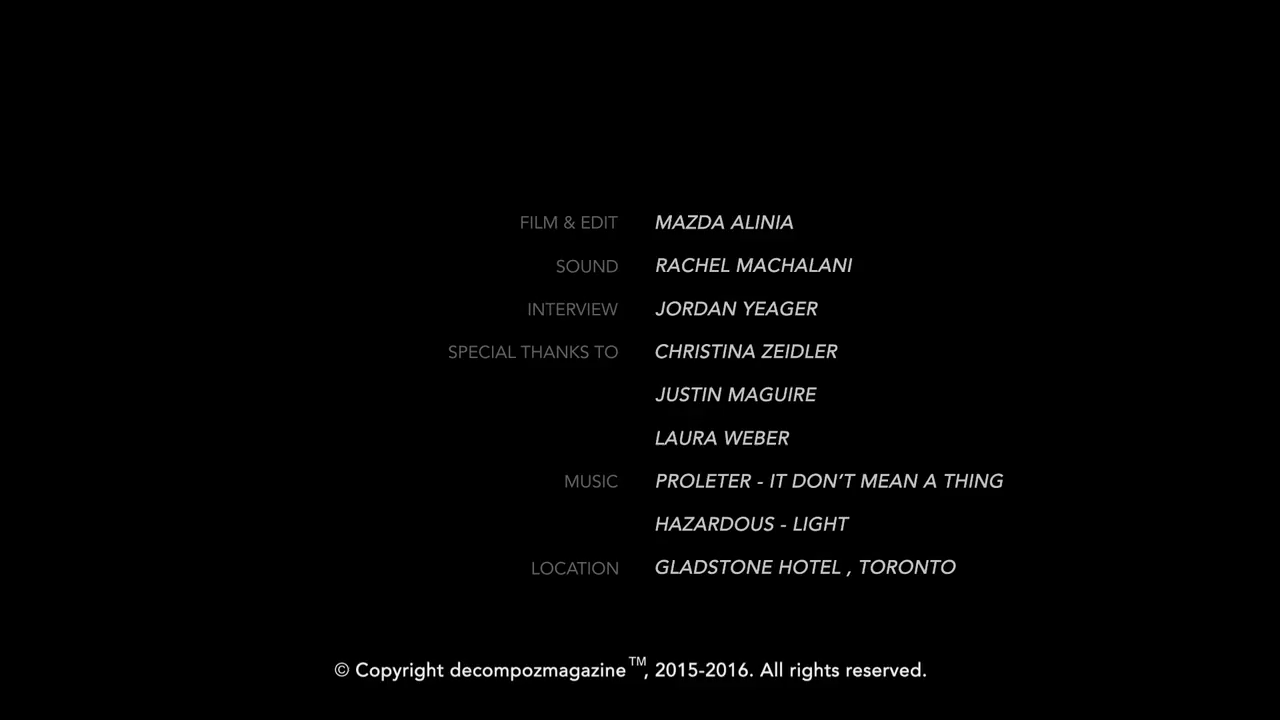 FILM & EDIT MAZDA ALINIA
SOUND RACHEL MACHALANI
INTERVIEW JORDAN YEAGER
SPECIAL THANKS TO CHRISTINA ZEIDLER
JUSTIN MAGUIRE
LAURA WEBER
MUSIC PROLETER - IT DON’T MEAN A THING
HAZARDOUS - LIGHT
LOCATION GLADSTONE HOTEL , TORONTO
© Copyright decompozmagazine™, 2015-2016. All rights reserved.